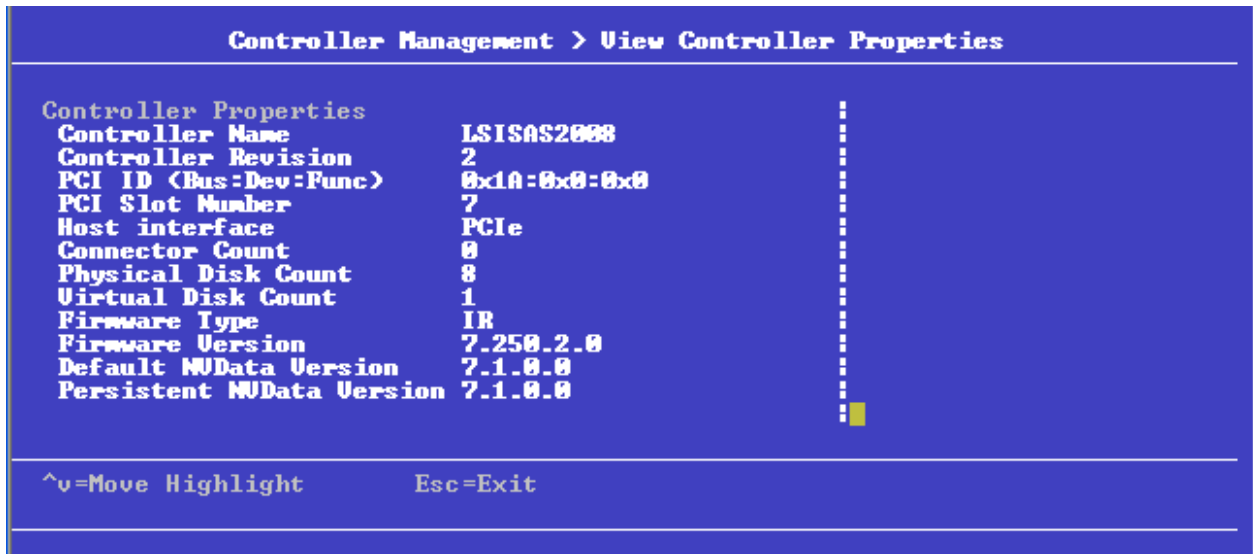 Controller Management > View Controller Properties
Controller Properties
Controller Name LSISAS2008
Controller Revision 2
PCI ID <Bus:Dev:Func> 0x1A:0x0:0x0
PCI Slot Number 7
Host interface PCIe
Connector Count 0
Physical Disk Count 8
Virtual Disk Count 1
Firmware Type IR
Firmware Version 7.250.2.0
Default NVData Version 7.1.0.0
Persistent NVData Version 7.1.0.0
^v=Move Highlight Esc=Exit